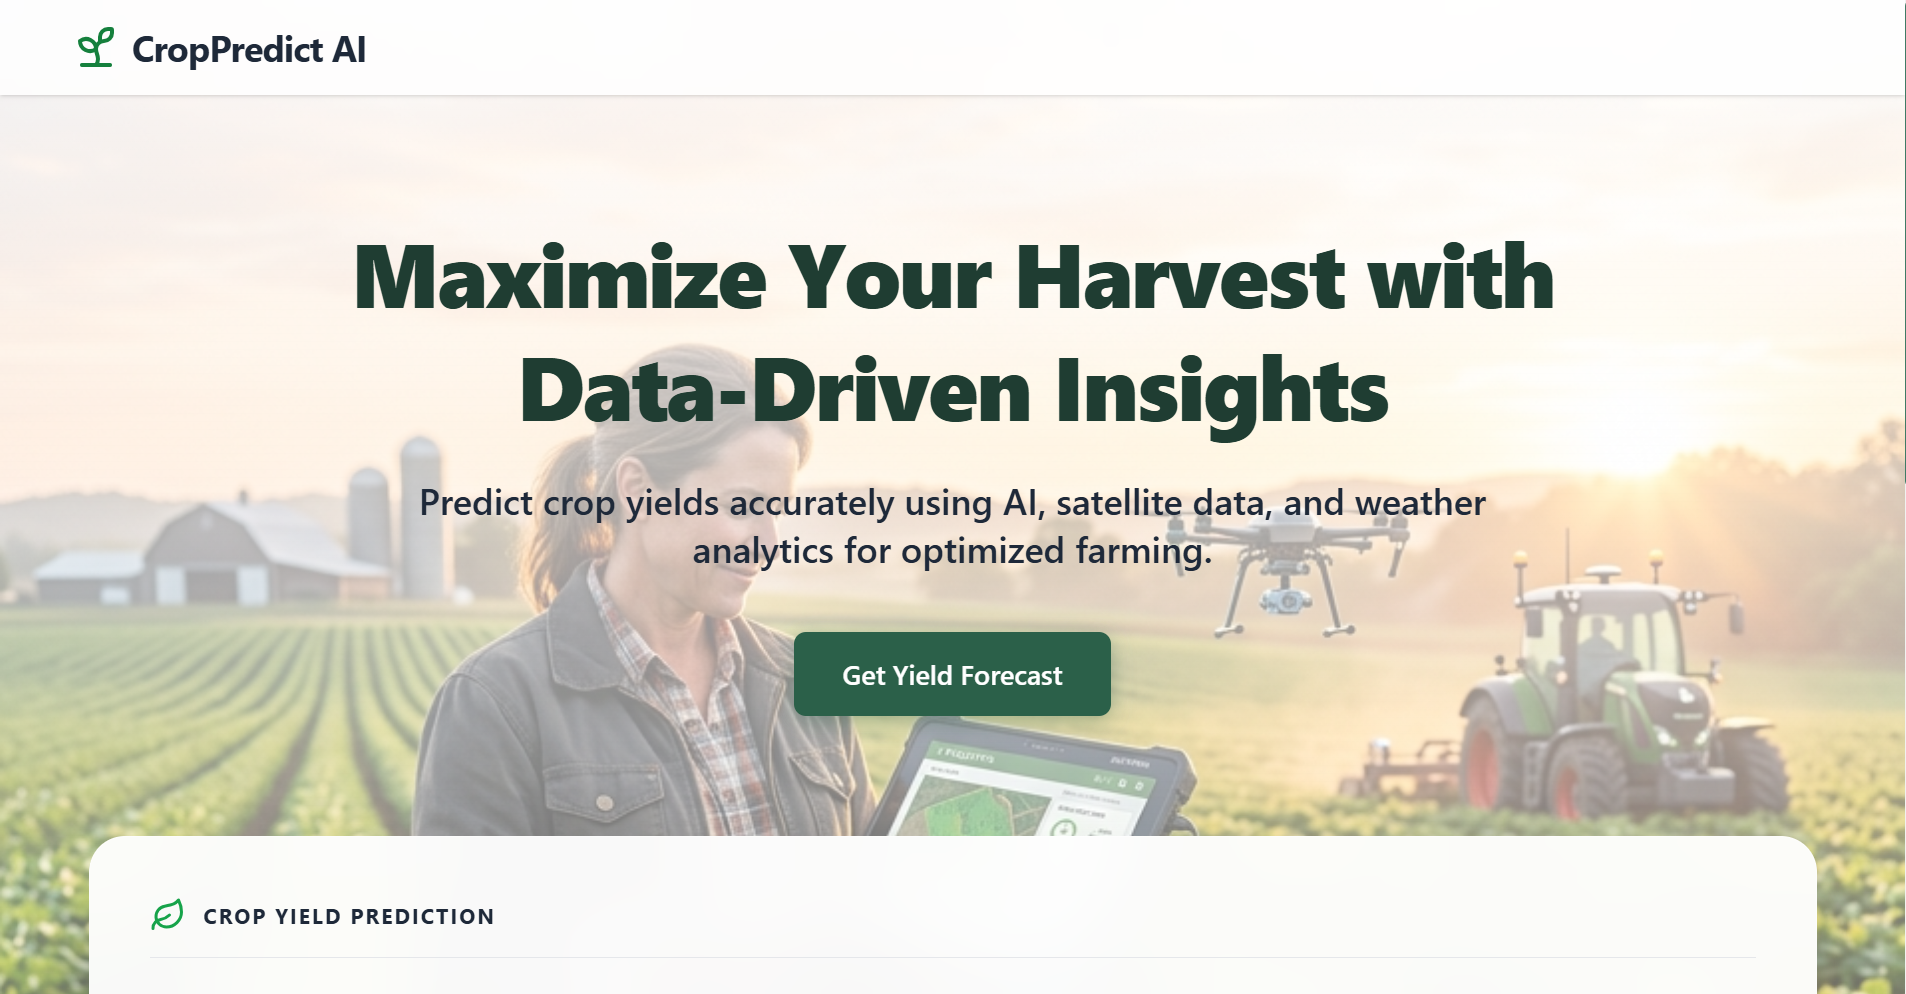 CropPredict AI
Maximize Your Harvest with
Data-Driven Insights
Predict crop yields accurately using AI, satellite data, and weather
analytics for optimized farming.
Get Yield Forecast
CROP YIELD PREDICTION